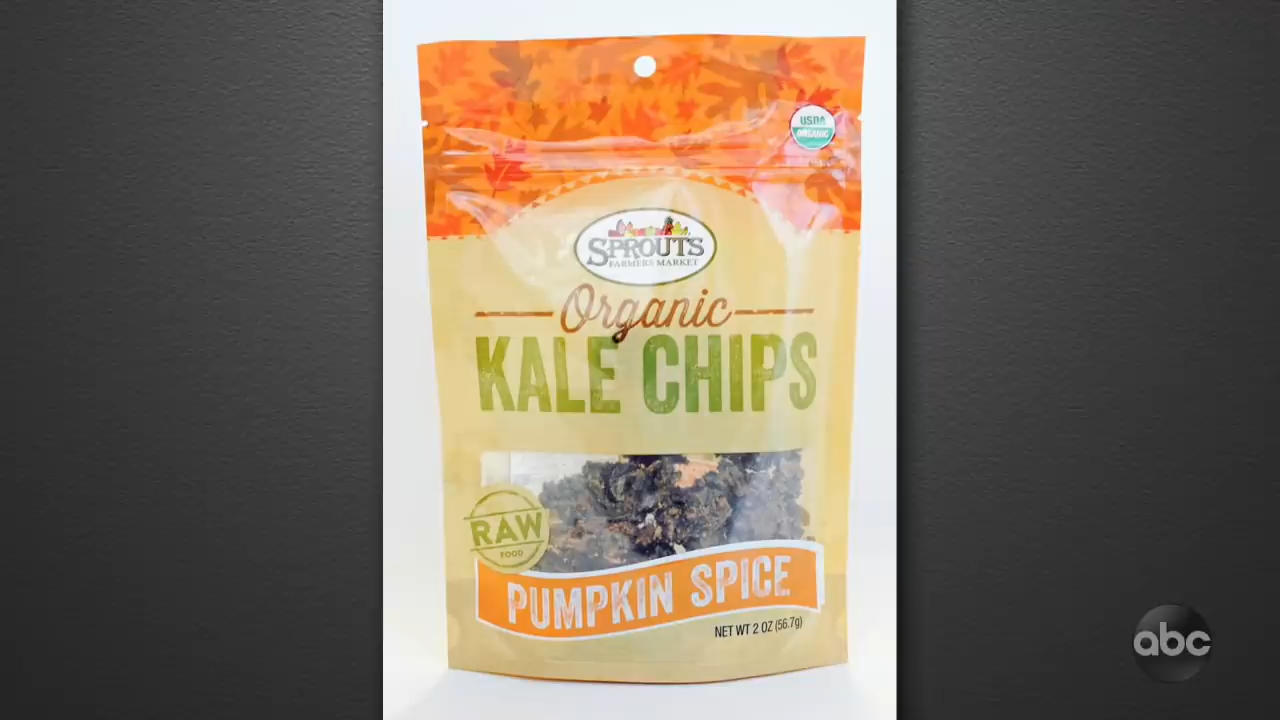 USDA
ORGANIC
SPROUTS
FARMERS MARKET
Organic
KALE CHIPS
RAW
FOOD
PUMPKIN SPICE
NET WT 2 OZ (56.7g)
abc